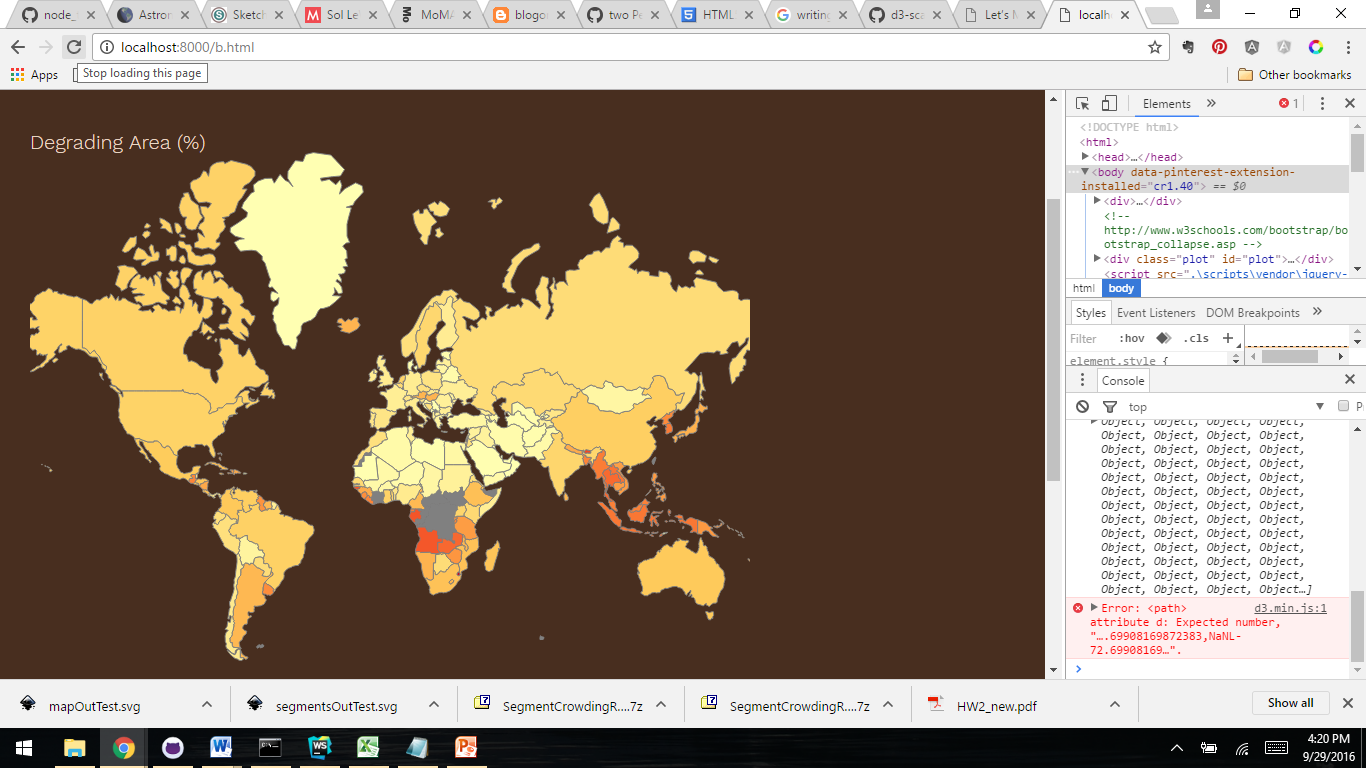 node_
Astron
Sketch
Sol Le
MoMA
blogo
two Pe
HTML
writing
d3-sca
Let's M
localh
localhost:8000/b.html
Apps
Stop loading this page
Other bookmarks
Degrading Area (%)
Elements » 1
<!DOCTYPE html>
<html>
<head>…</head>
<body data-pinterest-extension-
installed="cr1.40"> == $0
<div>…</div>
<!--
http://www.w3schools.com/bootstrap/bo
otstrap_collapse.asp -->
<div class="plot" id="plot">…</div>
<script src=".\scripts\vendor\jquery-
html body
Styles Event Listeners DOM Breakpoints »
Filter :hov .cls +
element.style {
Console
top P
Object, Object, Object, Object,
Object, Object, Object, Object,
Object, Object, Object, Object,
Object, Object, Object, Object,
Object, Object, Object, Object,
Object, Object, Object, Object,
Object, Object, Object, Object,
Object, Object, Object, Object,
Object, Object, Object, Object,
Object, Object, Object, Object,
Object, Object, Object, Object,
Object, Object, Object, Object,
Object, Object, Object, Object…]
Error: <path> d3.min.js:1
attribute d: Expected number,
"….69908169872383,NaNL-
72.69908169…".
mapOutTest.svg
segmentsOutTest.svg
SegmentCrowdingR....7z
SegmentCrowdingR....7z
HW2_new.pdf
Show all
4:20 PM
9/29/2016